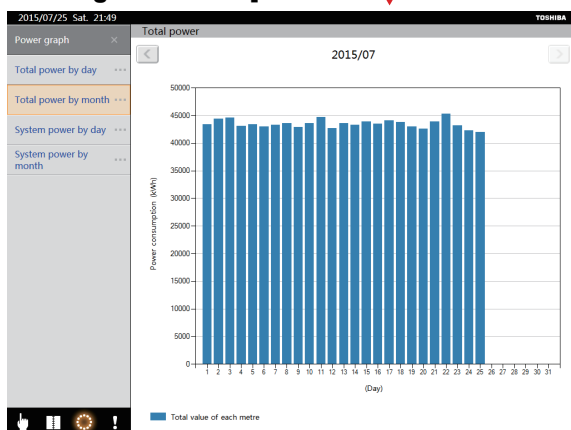 2015/07/25 Sat. 21:49
TOSHIBA
Power graph ×
Total power
Total power by day
Total power by month
System power by day
System power by
month
2015/07
50000
45000
40000
35000
30000
25000
20000
15000
10000
5000
0
Power consumption (kWh)
1 2 3 4 5 6 7 8 9 10 11 12 13 14 15 16 17 18 19 20 21 22 23 24 25 26 27 28 29 30 31
(Day)
Total value of each metre